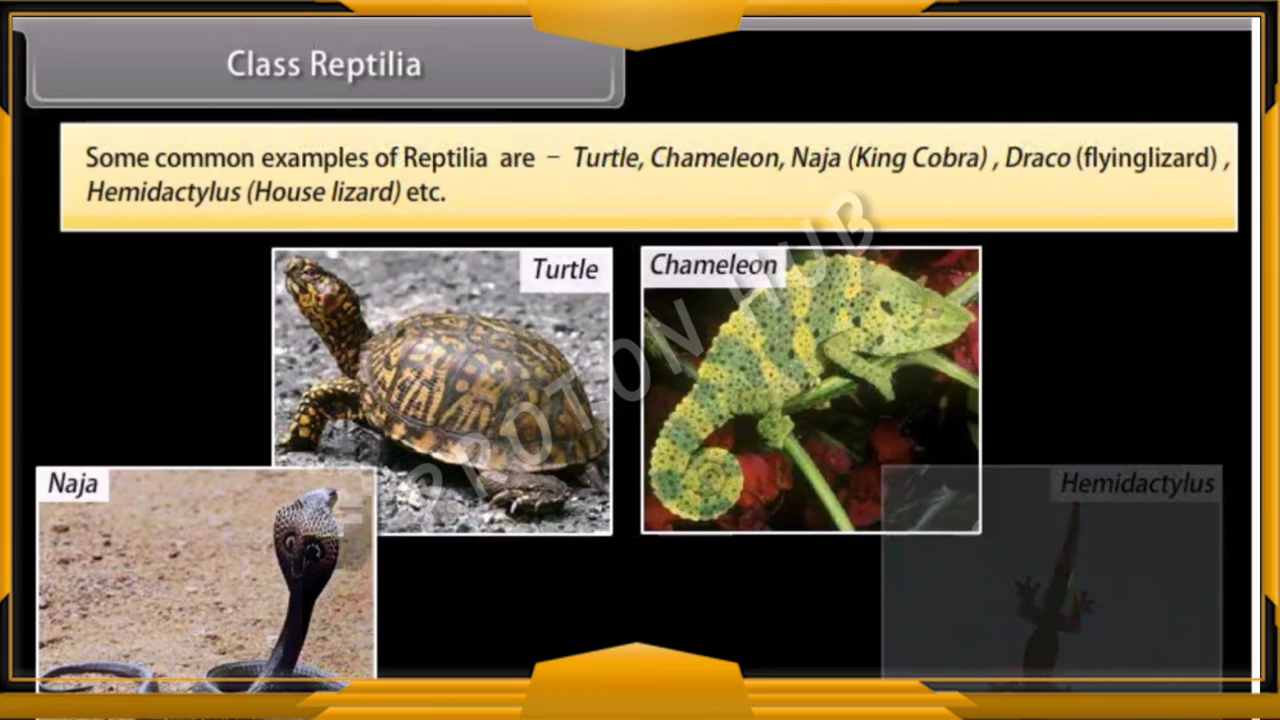 Class Reptilia
Some common examples of Reptilia are – Turtle, Chameleon, Naja (King Cobra) , Draco (flyinglizard) ,
Hemidactylus (House lizard) etc.
Turtle
Chameleon
Naja
Hemidactylus